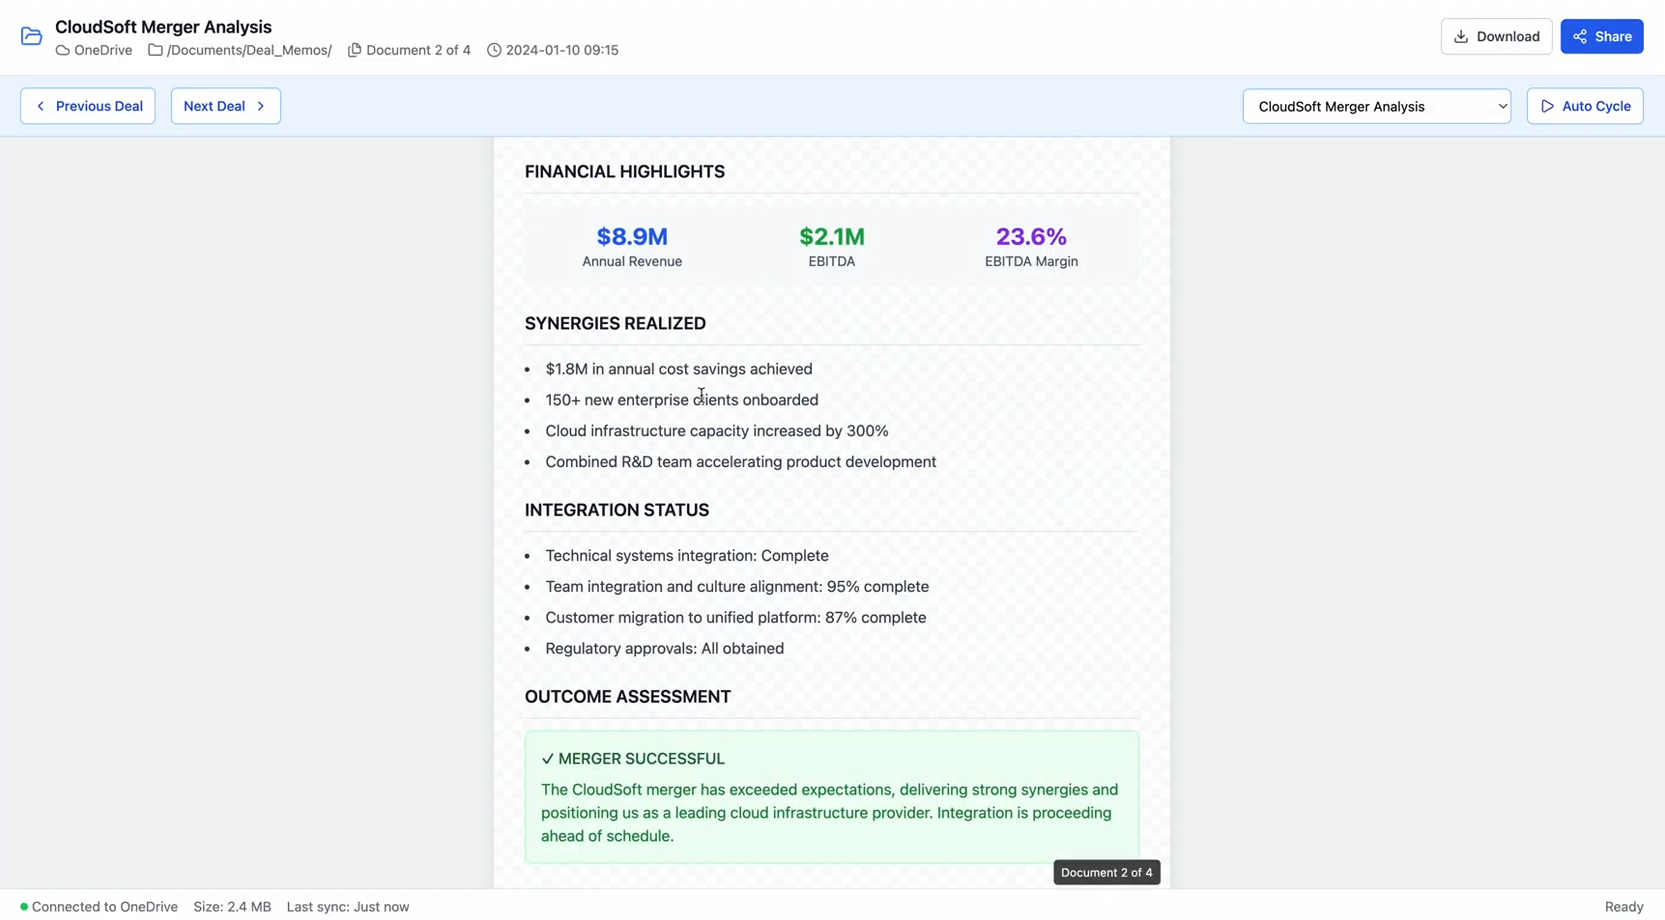 CloudSoft Merger Analysis
OneDrive /Documents/Deal_Memos/ Document 2 of 4 2024-01-10 09:15
Download
Share
Previous Deal
Next Deal
CloudSoft Merger Analysis
Auto Cycle
FINANCIAL HIGHLIGHTS
$8.9M $2.1M 23.6%
Annual Revenue EBITDA EBITDA Margin
SYNERGIES REALIZED
• $1.8M in annual cost savings achieved
• 150+ new enterprise clients onboarded
• Cloud infrastructure capacity increased by 300%
• Combined R&D team accelerating product development
INTEGRATION STATUS
• Technical systems integration: Complete
• Team integration and culture alignment: 95% complete
• Customer migration to unified platform: 87% complete
• Regulatory approvals: All obtained
OUTCOME ASSESSMENT
✓ MERGER SUCCESSFUL
The CloudSoft merger has exceeded expectations, delivering strong synergies and
positioning us as a leading cloud infrastructure provider. Integration is proceeding
ahead of schedule.
Document 2 of 4
Connected to OneDrive Size: 2.4 MB Last sync: Just now
Ready